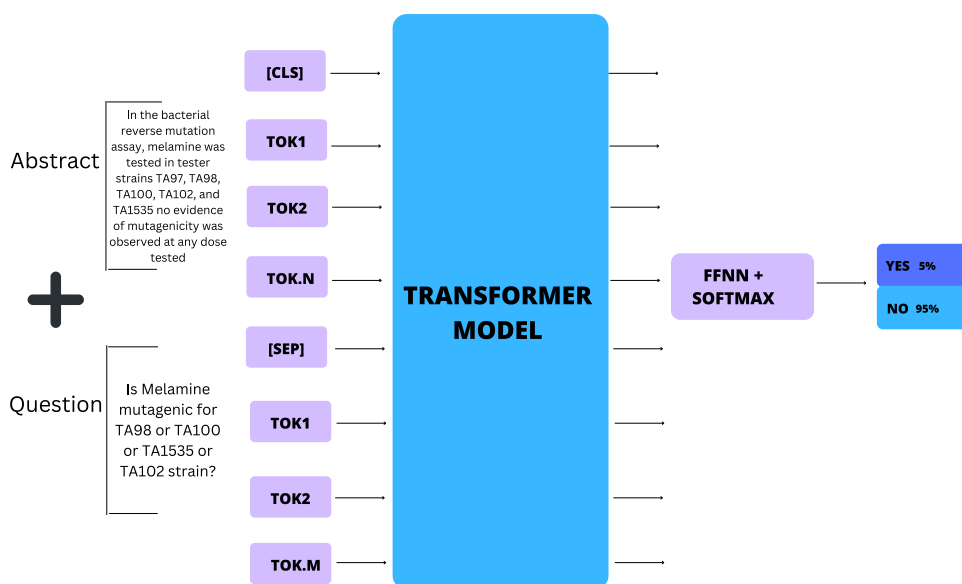 Abstract
In the bacterial
reverse mutation
assay, melamine was
tested in tester
strains TA97, TA98,
TA100, TA102, and
TA1535 no evidence
of mutagenicity was
observed at any dose
tested
Question
Is Melamine
mutagenic for
TA98 or TA100
or TA1535 or
TA102 strain?
[CLS]
TOK1
TOK2
TOK.N
[SEP]
TOK1
TOK2
TOK.M
TRANSFORMER
MODEL
FFNN +
SOFTMAX
YES 5%
NO 95%